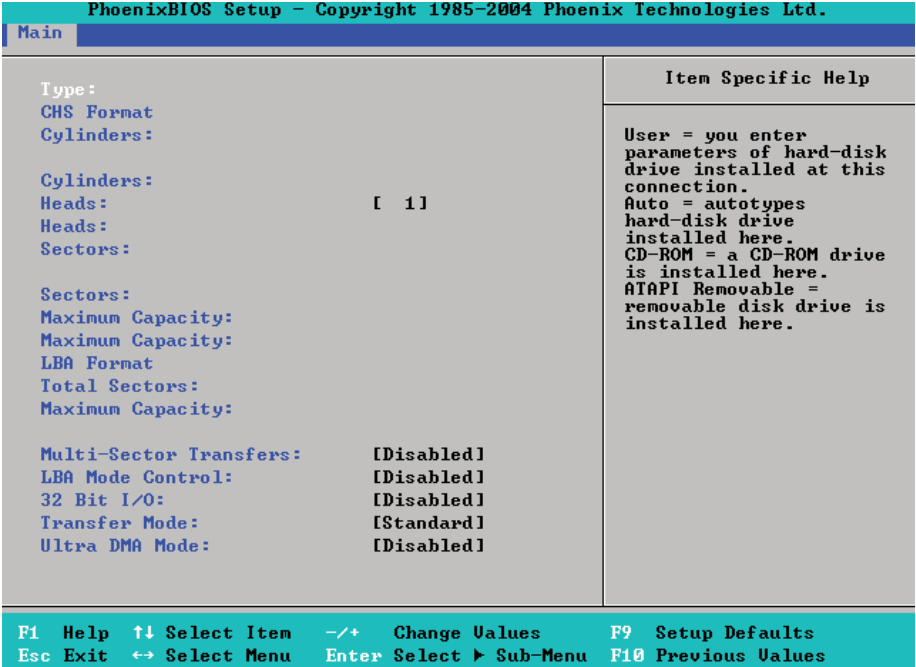 PhoenixBIOS Setup – Copyright 1985–2004 Phoenix Technologies Ltd.
Main
Type:
CHS Format
Cylinders:
Cylinders:
Heads: [ 1]
Heads:
Sectors:
Sectors:
Maximum Capacity:
Maximum Capacity:
LBA Format
Total Sectors:
Maximum Capacity:
Multi-Sector Transfers: [Disabled]
LBA Mode Control: [Disabled]
32 Bit I/O: [Disabled]
Transfer Mode: [Standard]
Ultra DMA Mode: [Disabled]
Item Specific Help
User = you enter
parameters of hard-disk
drive installed at this
connection.
Auto = autotypes
hard-disk drive
installed here.
CD-ROM = a CD-ROM drive
is installed here.
ATAPI Removable =
removable disk drive is
installed here.
F1 Help ↑↓ Select Item -/+ Change Values F9 Setup Defaults
Esc Exit ↔ Select Menu Enter Select ▶ Sub-Menu F10 Previous Values